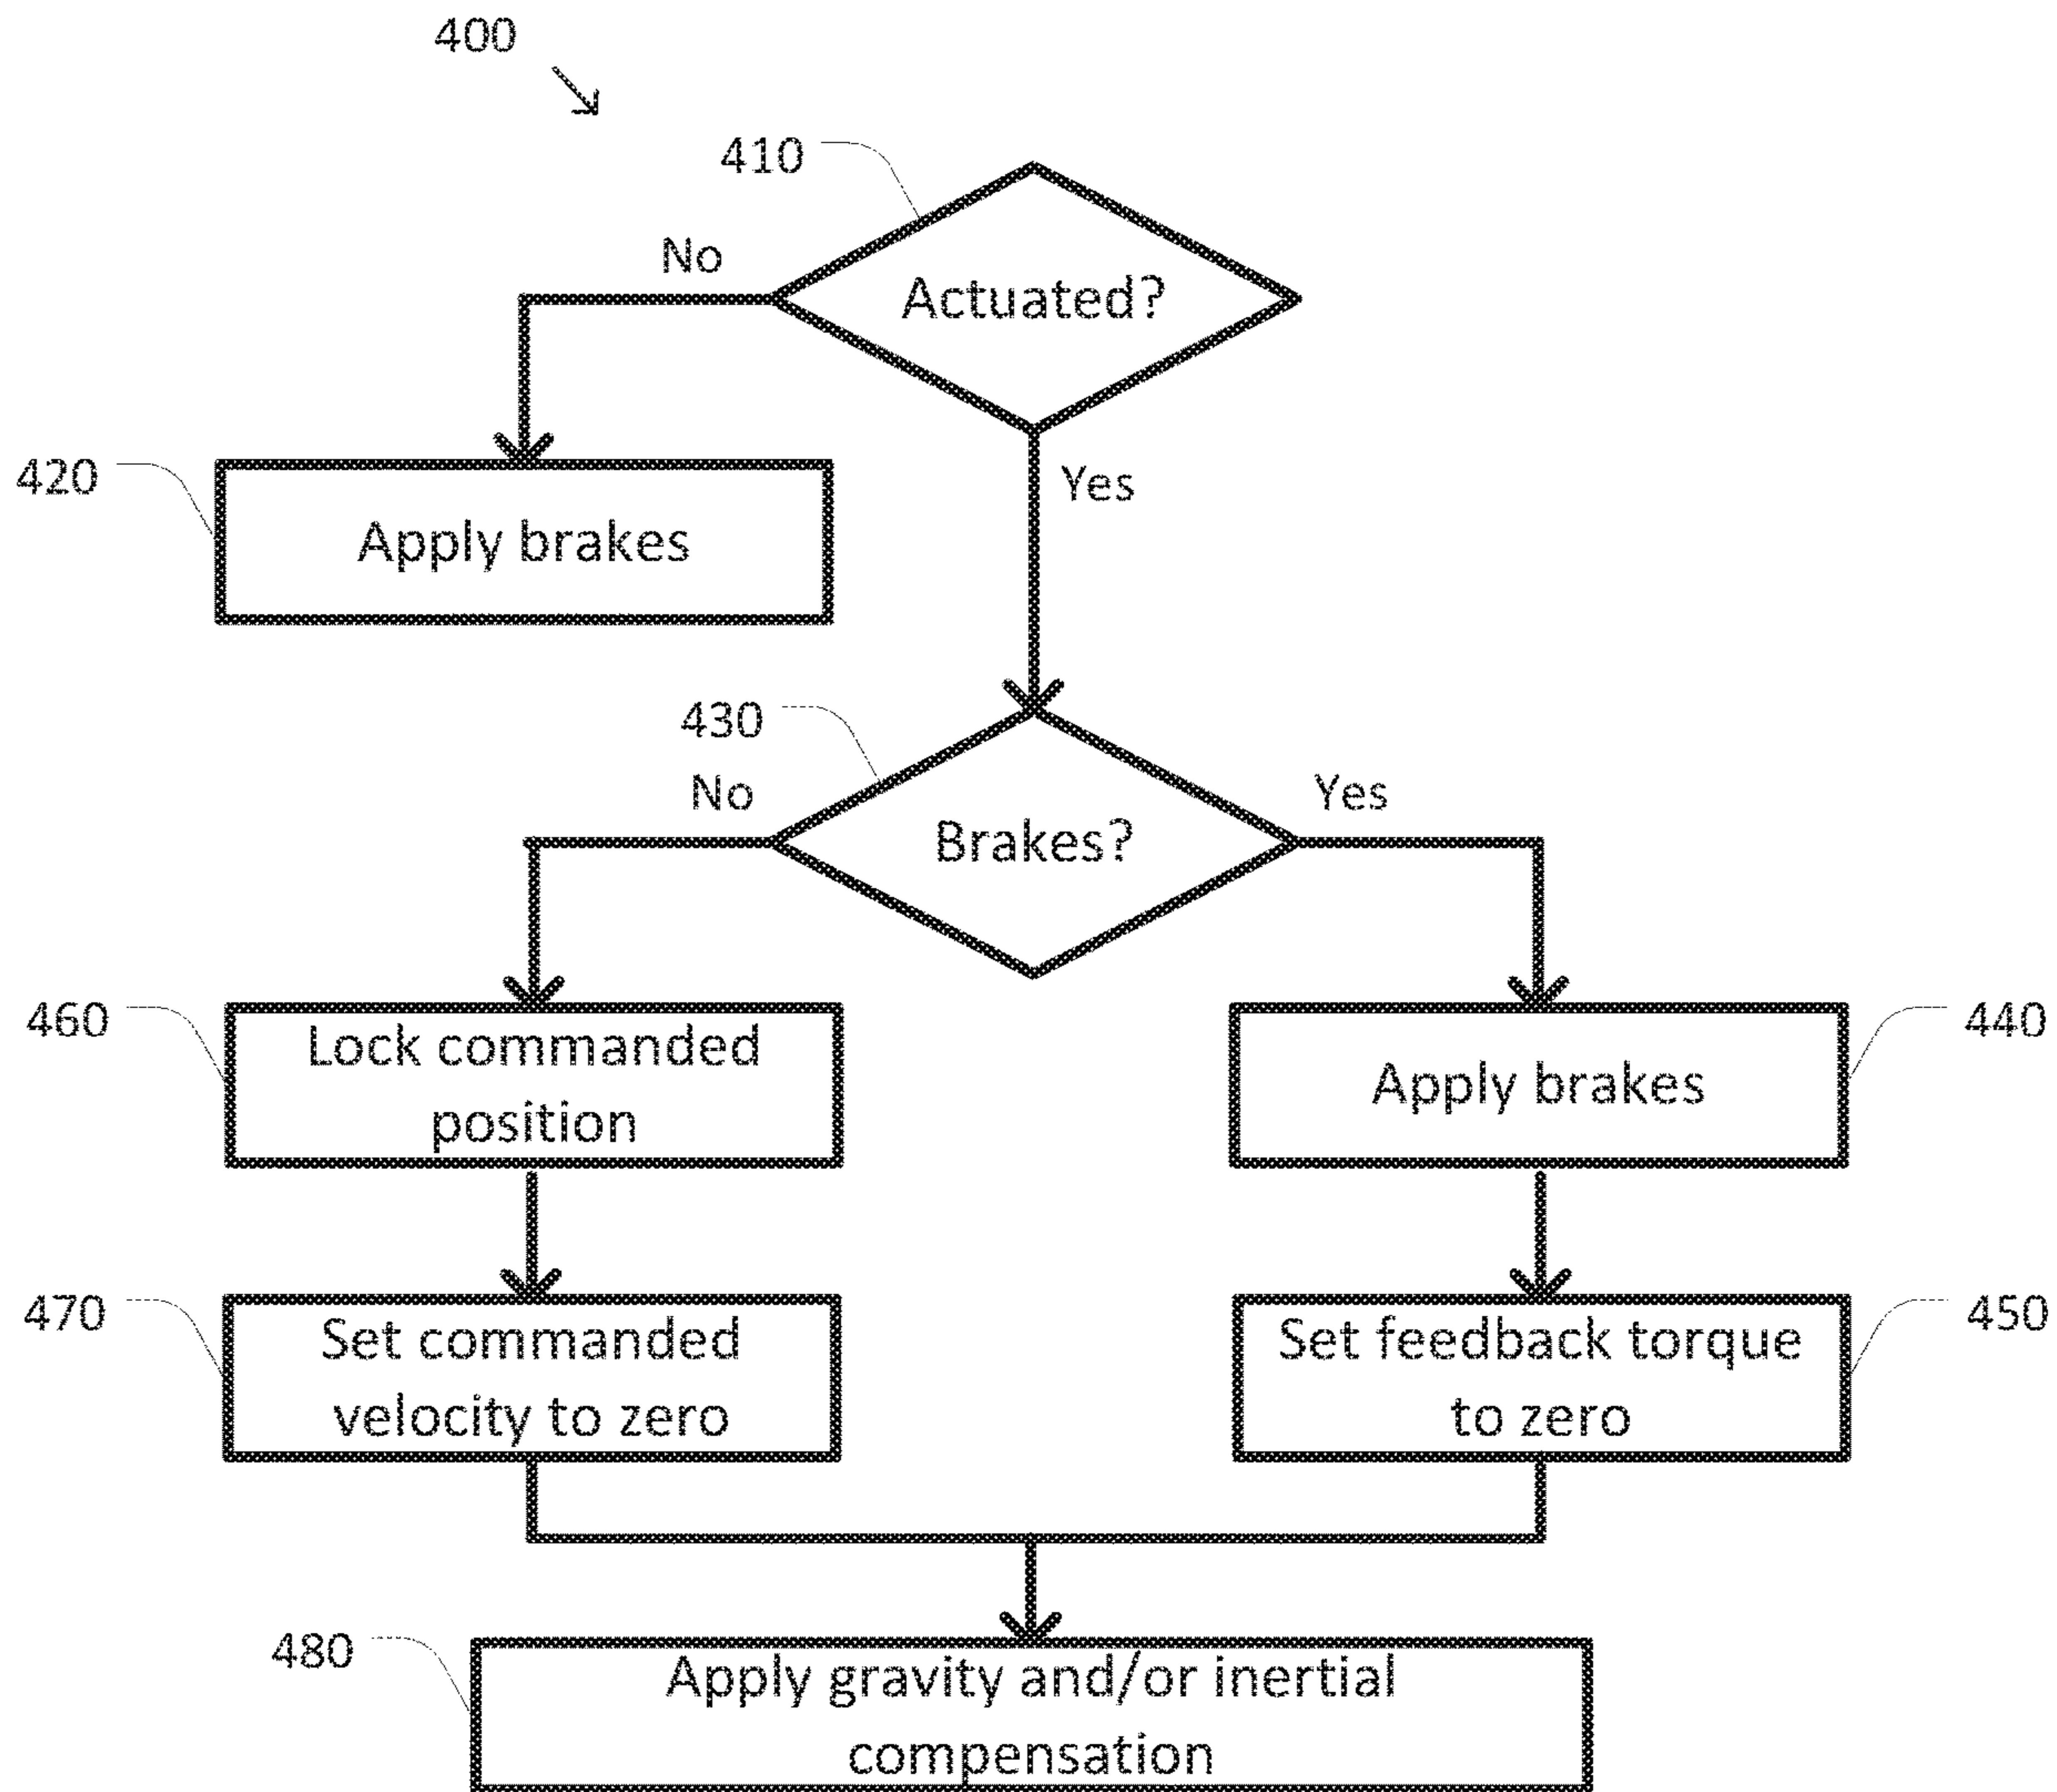 400
410
No
Actuated?
420
Yes
Apply brakes
430
No
Yes
Brakes?
460
Lock commanded
position
440
Apply brakes
470
Set commanded
velocity to zero
450
Set feedback torque
to zero
480
Apply gravity and/or inertial
compensation